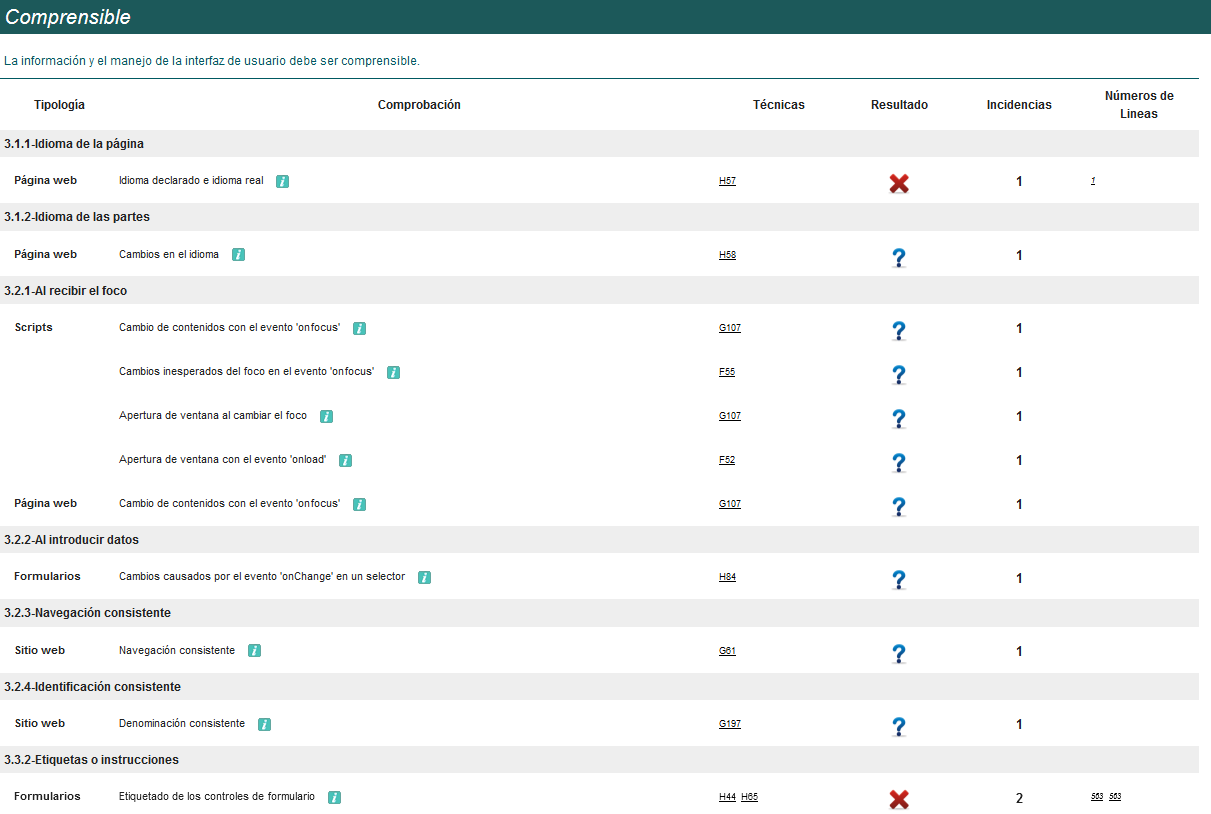 Comprensible
La información y el manejo de la interfaz de usuario debe ser comprensible.
Tipología Comprobación Técnicas Resultado Incidencias Números de Lineas
3.1.1-Idioma de la página
Página web Idioma declarado e idioma real i H57 1 1
3.1.2-Idioma de las partes
Página web Cambios en el idioma i H58 ? 1
3.2.1-Al recibir el foco
Scripts Cambio de contenidos con el evento 'onfocus' i G107 ? 1
Cambios inesperados del foco en el evento 'onfocus' i F55 ? 1
Apertura de ventana al cambiar el foco i G107 ? 1
Apertura de ventana con el evento 'onload' i F52 ? 1
Página web Cambio de contenidos con el evento 'onfocus' i G107 ? 1
3.2.2-Al introducir datos
Formularios Cambios causados por el evento 'onChange' en un selector i H84 ? 1
3.2.3-Navegación consistente
Sitio web Navegación consistente i G61 ? 1
3.2.4-Identificación consistente
Sitio web Denominación consistente i G197 ? 1
3.3.2-Etiquetas o instrucciones
Formularios Etiquetado de los controles de formulario i H44 H65 2 563 563